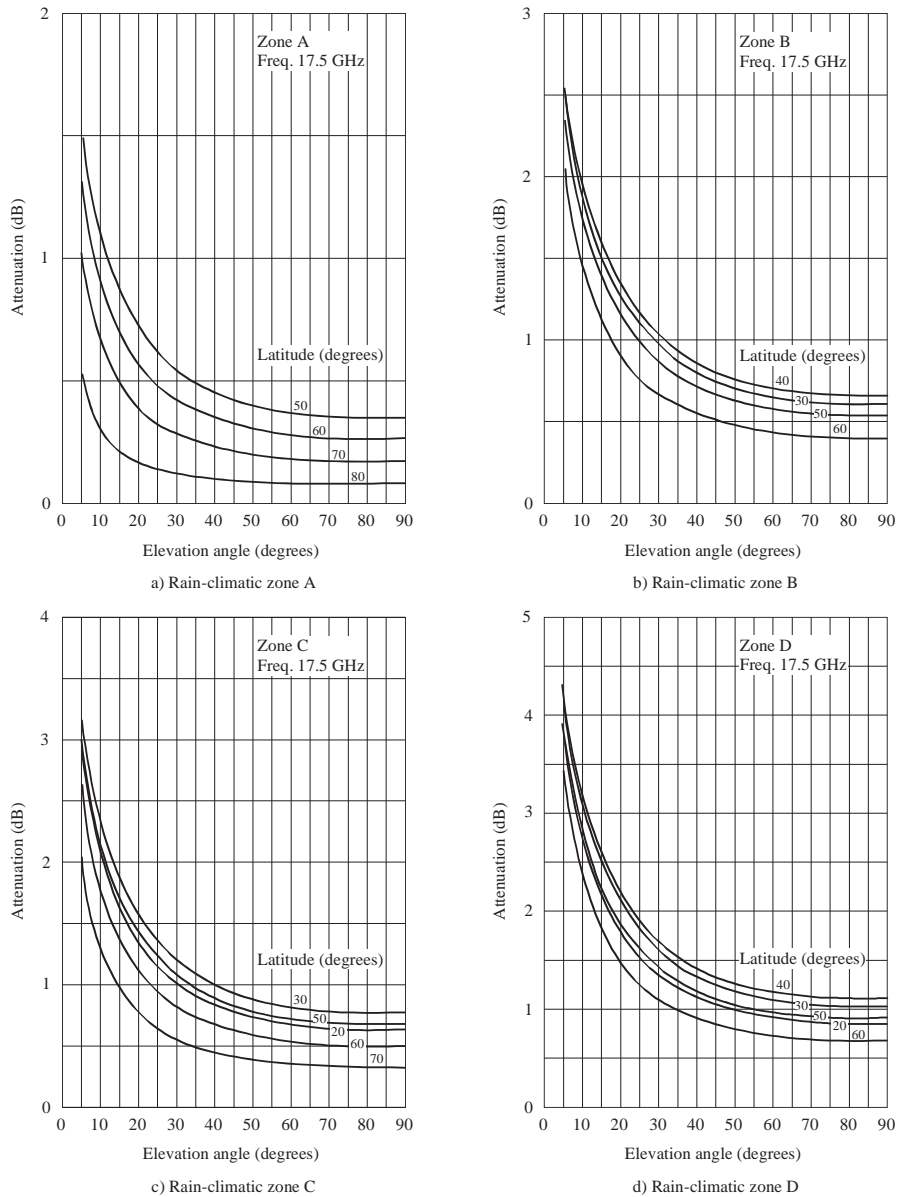 2
Zone A
Freq. 17.5 GHz
Attenuation (dB)
1
Latitude (degrees)
50
60
70
80
0
0 10 20 30 40 50 60 70 80 90
Elevation angle (degrees)
a) Rain-climatic zone A
3
Zone B
Freq. 17.5 GHz
2
Attenuation (dB)
1
Latitude (degrees)
40
30
50
60
0
0 10 20 30 40 50 60 70 80 90
Elevation angle (degrees)
b) Rain-climatic zone B
4
Zone C
Freq. 17.5 GHz
3
Attenuation (dB)
2
Latitude (degrees)
1
30
50
20
60
70
0
0 10 20 30 40 50 60 70 80 90
Elevation angle (degrees)
c) Rain-climatic zone C
5
Zone D
Freq. 17.5 GHz
4
3
Attenuation (dB)
2
Latitude (degrees)
40
30
1
50
20
60
0
0 10 20 30 40 50 60 70 80 90
Elevation angle (degrees)
d) Rain-climatic zone D